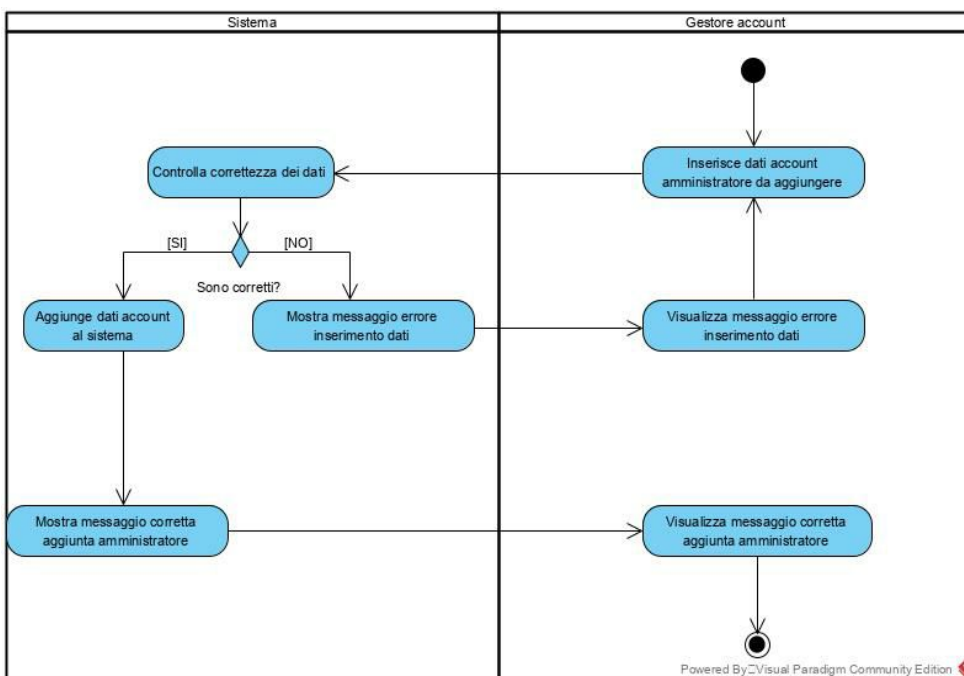 Sistema
Gestore account
Controlla correttezza dei dati
Inserisce dati account
amministratore da aggiungere
[SI]
[NO]
Sono corretti?
Aggiunge dati account
al sistema
Mostra messaggio errore
inserimento dati
Visualizza messaggio errore
inserimento dati
Mostra messaggio corretta
aggiunta amministratore
Visualizza messaggio corretta
aggiunta amministratore
Powered By Visual Paradigm Community Edition